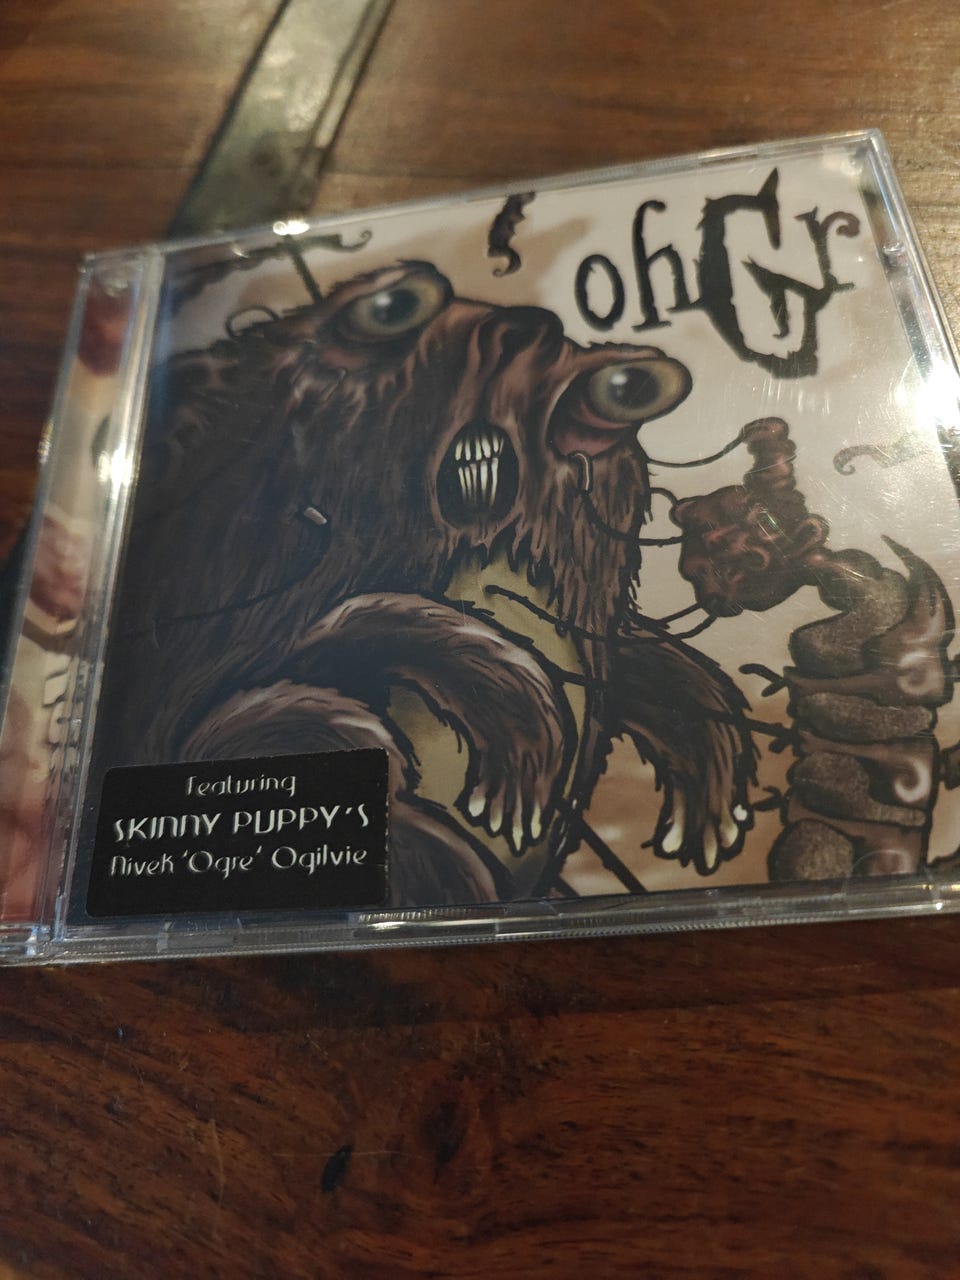 ohGr
Featuring
SKINNY PUPPY'S
Nivek 'Ogre' Ogilvie